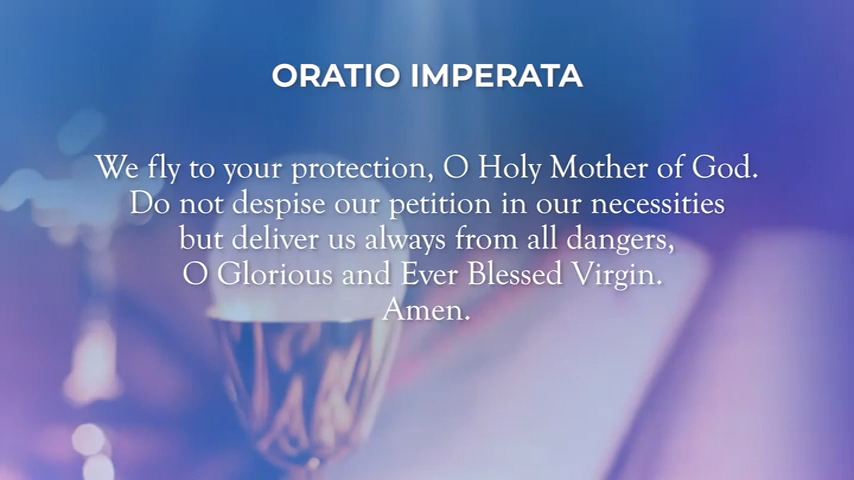 ORATIO IMPERATA
We fly to your protection, O Holy Mother of God.
Do not despise our petition in our necessities
but deliver us always from all dangers,
O Glorious and Ever Blessed Virgin.
Amen.